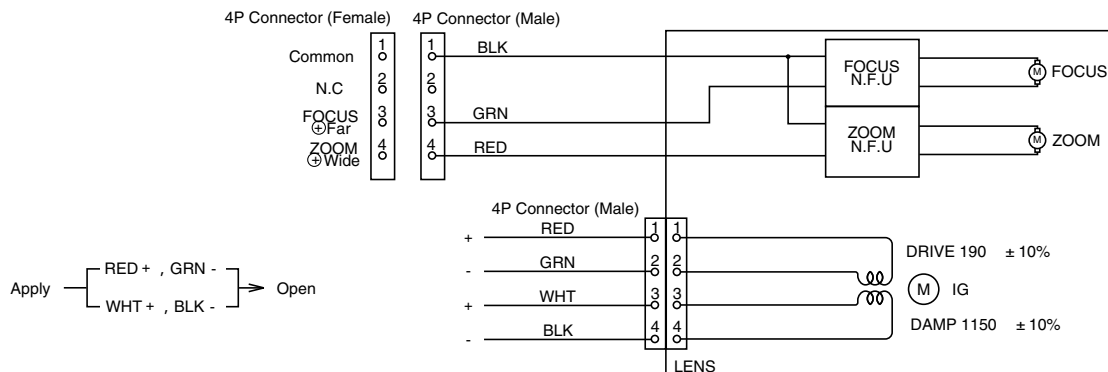 4P Connector (Female)
4P Connector (Male)
Common
1
1
BLK
N.C
2
2
FOCUS
⊕Far
3
3
GRN
ZOOM
⊕Wide
4
4
RED
FOCUS
N.F.U
M
FOCUS
ZOOM
N.F.U
M
ZOOM
4P Connector (Male)
+
RED
1
1
DRIVE 190 ± 10%
-
GRN
2
2
M
IG
+
WHT
3
3
DAMP 1150 ± 10%
-
BLK
4
4
LENS
Apply
RED + , GRN -
WHT + , BLK -
Open